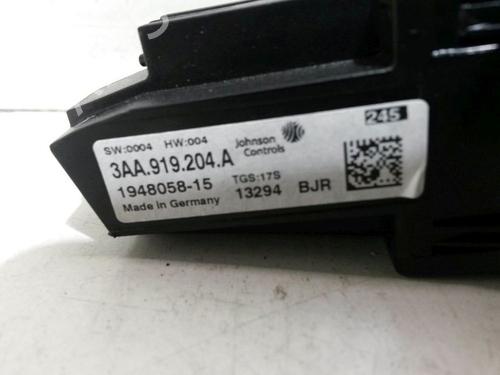 SW:0004 HW:004 Johnson Controls 245
3AA.919.204.A
1948058-15 TGS:17S
Made in Germany 13294 BJR